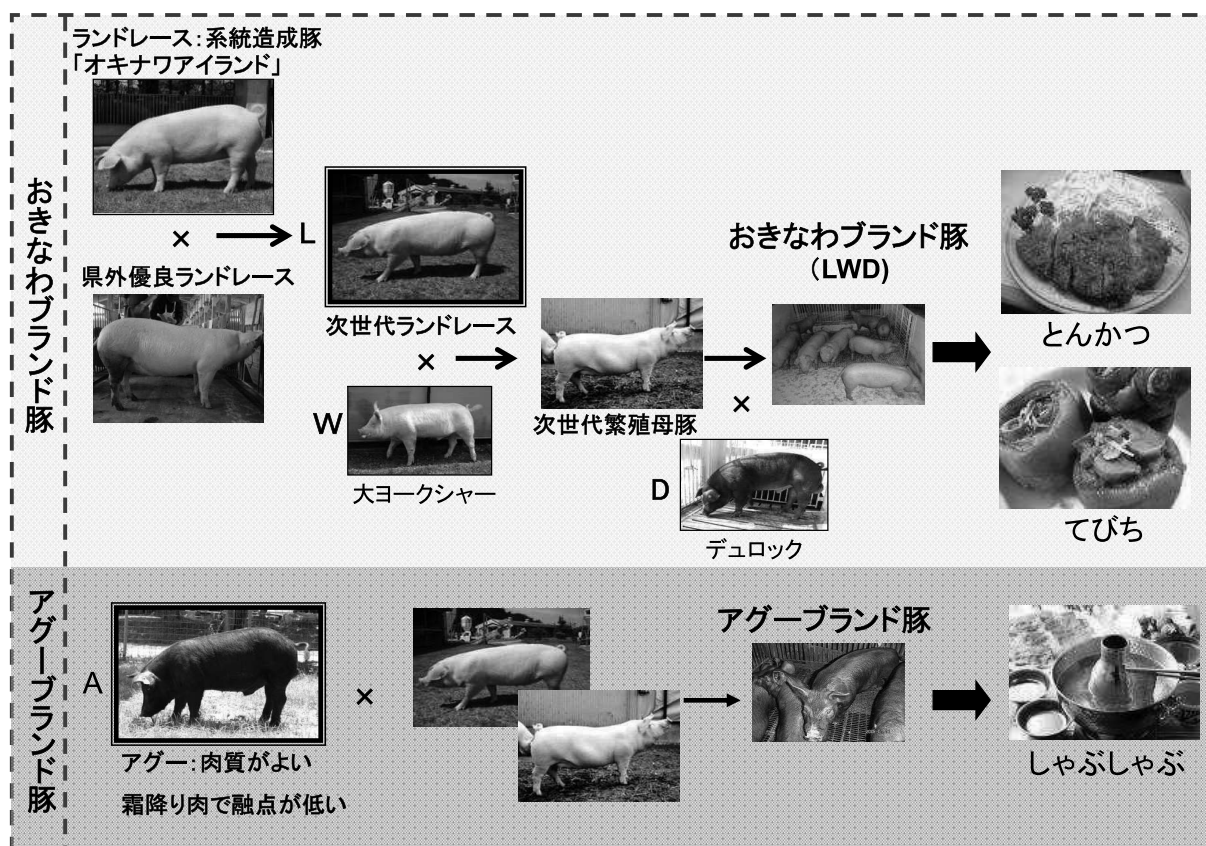 おきなわブランド豚
ランドレース：系統造成豚
「オキナワアイランド」
×
L
県外優良ランドレース
次世代ランドレース
×
W
大ヨークシャー
次世代繁殖母豚
×
D
デュロック
おきなわブランド豚
（LWD)
とんかつ
てびち
アグーブランド豚
A
アグー：肉質がよい
霜降り肉で融点が低い
×
アグーブランド豚
しゃぶしゃぶ